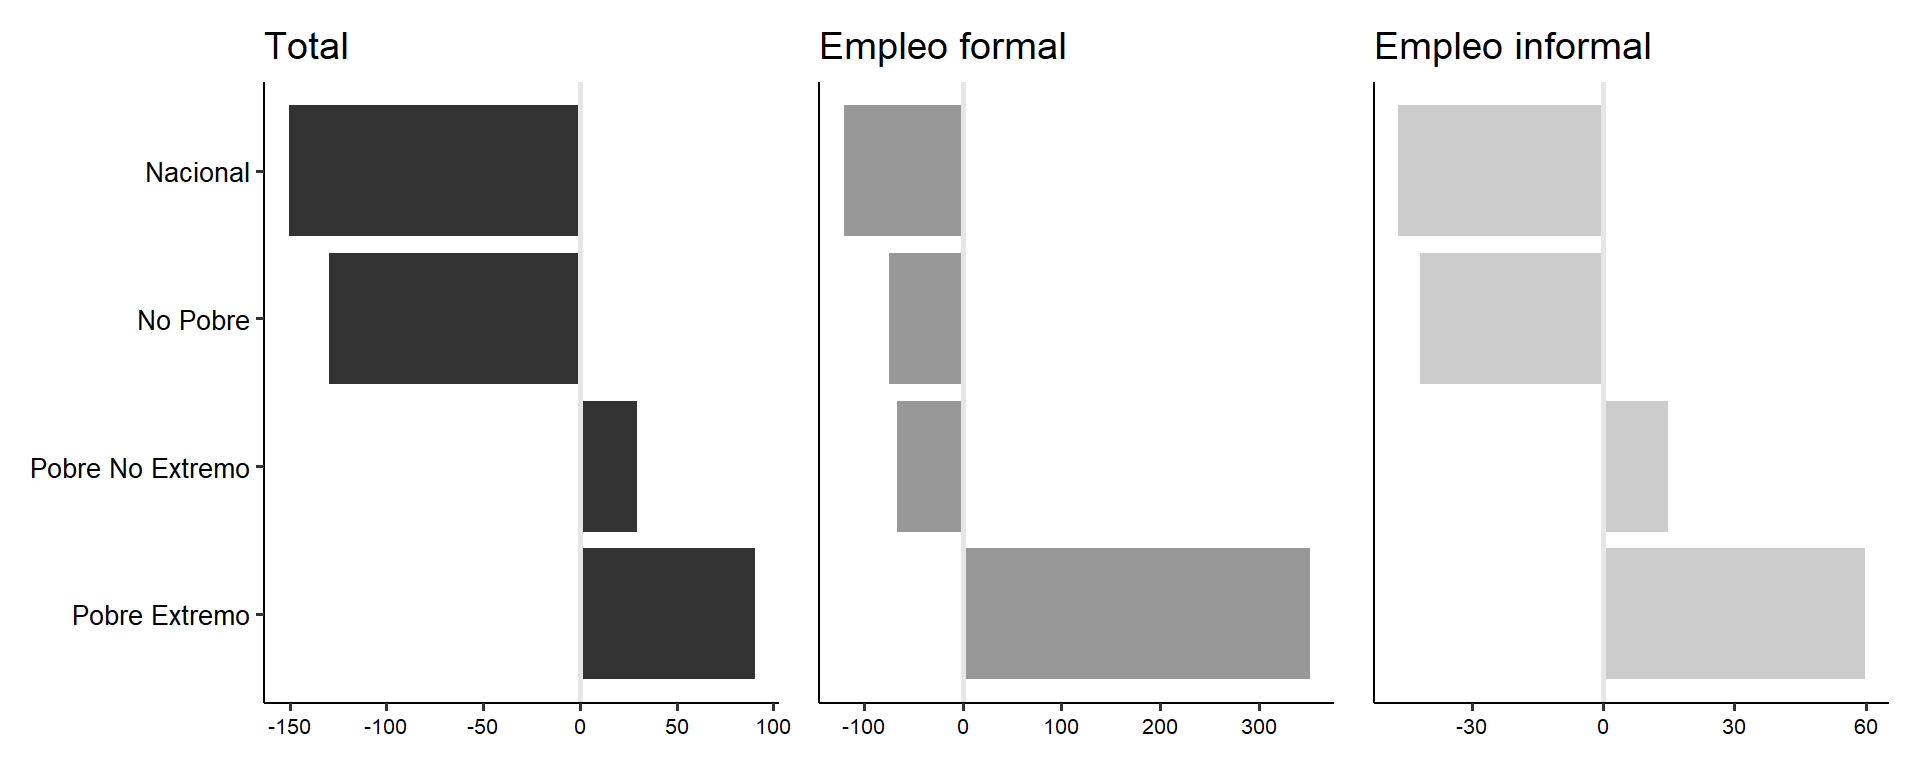 Total
Empleo formal
Empleo informal
Nacional
No Pobre
Pobre No Extremo
Pobre Extremo
-150 -100 -50 0 50 100
-100 0 100 200 300
-30 0 30 60